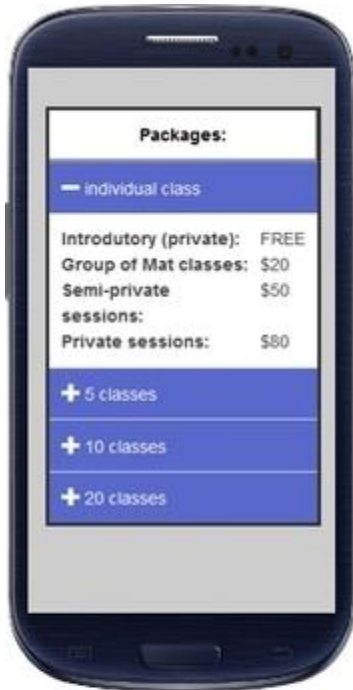 Packages:
individual class
Introdutory (private): FREE
Group of Mat classes: $20
Semi-private $50
sessions:
Private sessions: $80
5 classes
10 classes
20 classes